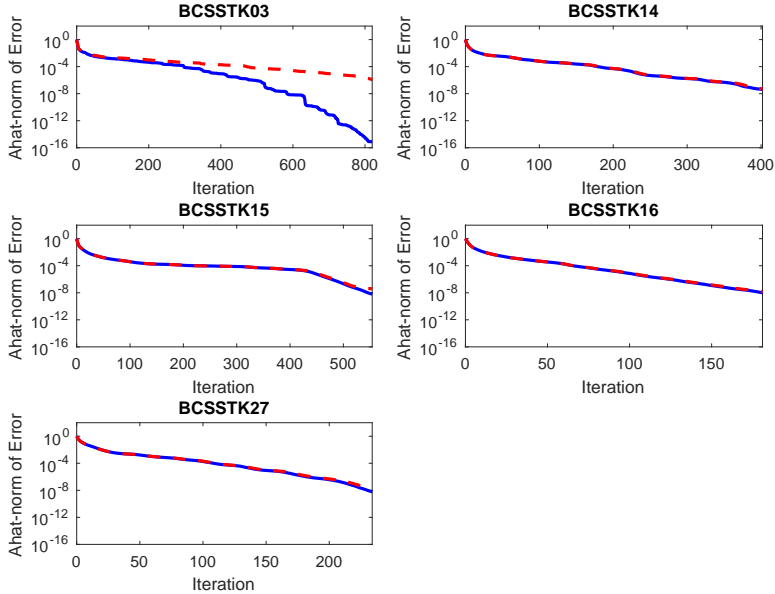 BCSSTK03
Ahat-norm of Error
10^0
10^-4
10^-8
10^-12
10^-16
0 200 400 600 800
Iteration
BCSSTK14
Ahat-norm of Error
10^0
10^-4
10^-8
10^-12
10^-16
0 100 200 300 400
Iteration
BCSSTK15
Ahat-norm of Error
10^0
10^-4
10^-8
10^-12
10^-16
0 100 200 300 400 500
Iteration
BCSSTK16
Ahat-norm of Error
10^0
10^-4
10^-8
10^-12
10^-16
0 50 100 150
Iteration
BCSSTK27
Ahat-norm of Error
10^0
10^-4
10^-8
10^-12
10^-16
0 50 100 150 200
Iteration